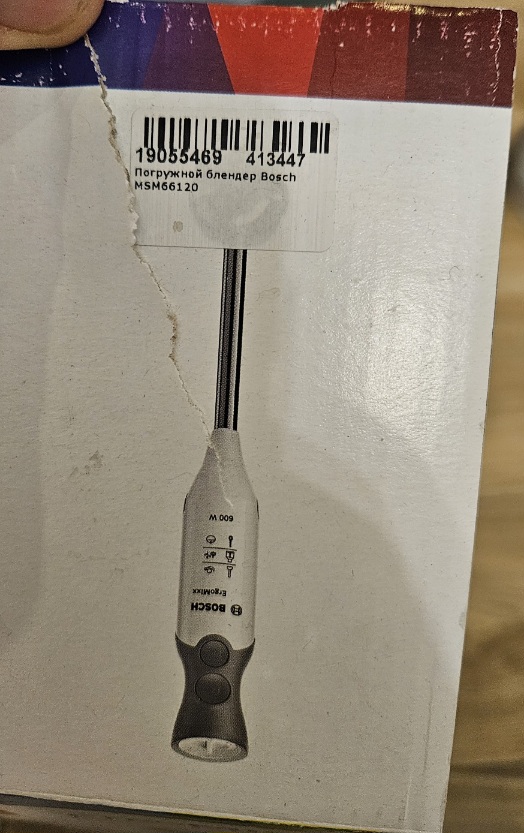 19055469 413447
Погружной блендер Bosch
MSM66120
600 W
ErgoMixx
BOSCH